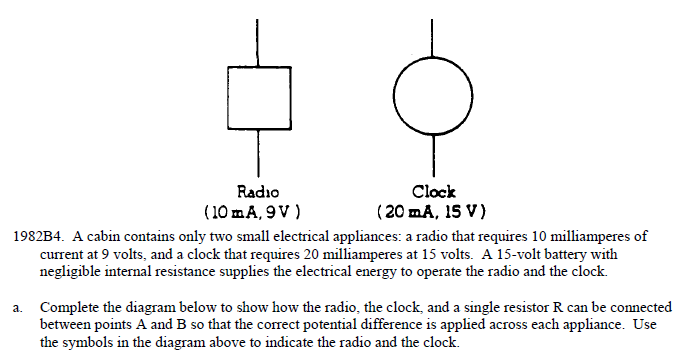 Radio Clock
(10 mA, 9V) (20 mA, 15 V)
1982B4. A cabin contains only two small electrical appliances: a radio that requires 10 milliamperes of
current at 9 volts, and a clock that requires 20 milliamperes at 15 volts. A 15-volt battery with
negligible internal resistance supplies the electrical energy to operate the radio and the clock.
a. Complete the diagram below to show how the radio, the clock, and a single resistor R can be connected
between points A and B so that the correct potential difference is applied across each appliance. Use
the symbols in the diagram above to indicate the radio and the clock.